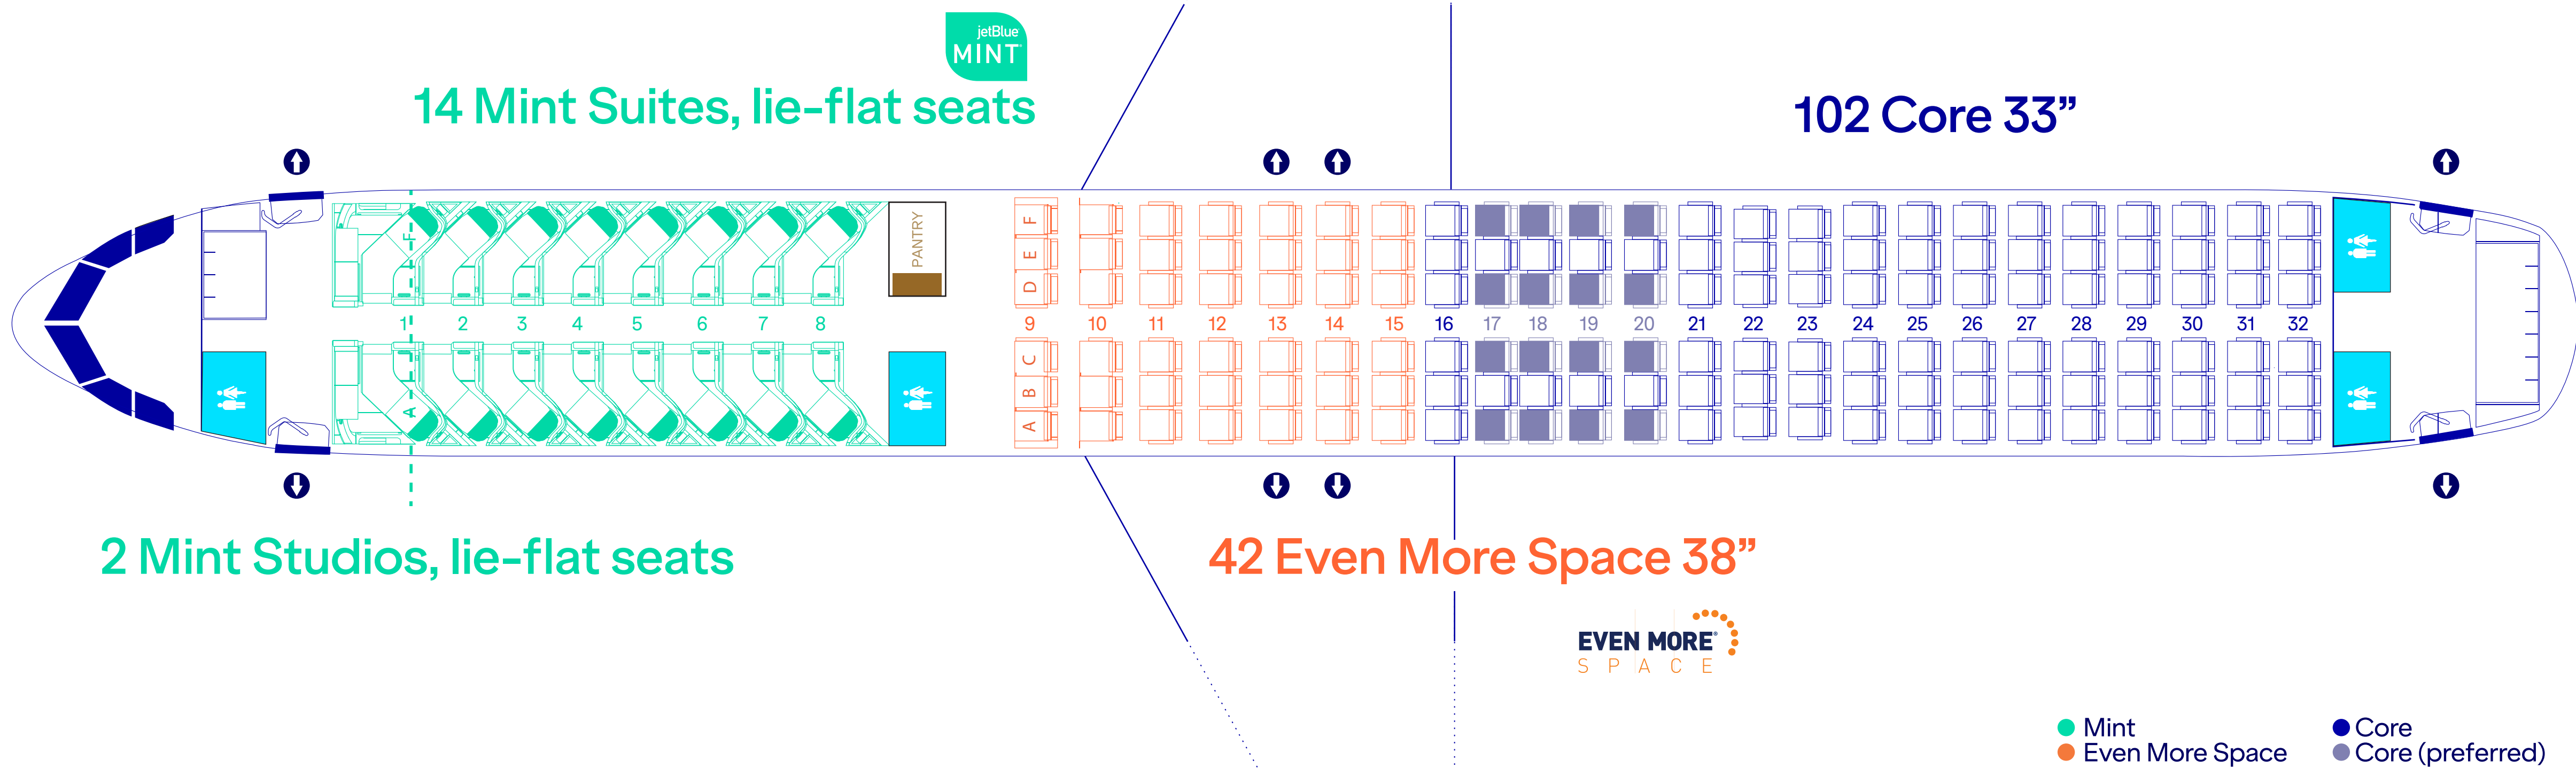 jetBlue®
MINT®
14 Mint Suites, lie-flat seats
102 Core 33”
F
PANTRY
F
E
D
1 2 3 4 5 6 7 8 9 10 11 12 13 14 15 16 17 18 19 20 21 22 23 24 25 26 27 28 29 30 31 32
C
B
A
A
2 Mint Studios, lie-flat seats
42 Even More Space 38”
EVEN MORE®
SPACE
Mint
Even More Space
Core
Core (preferred)